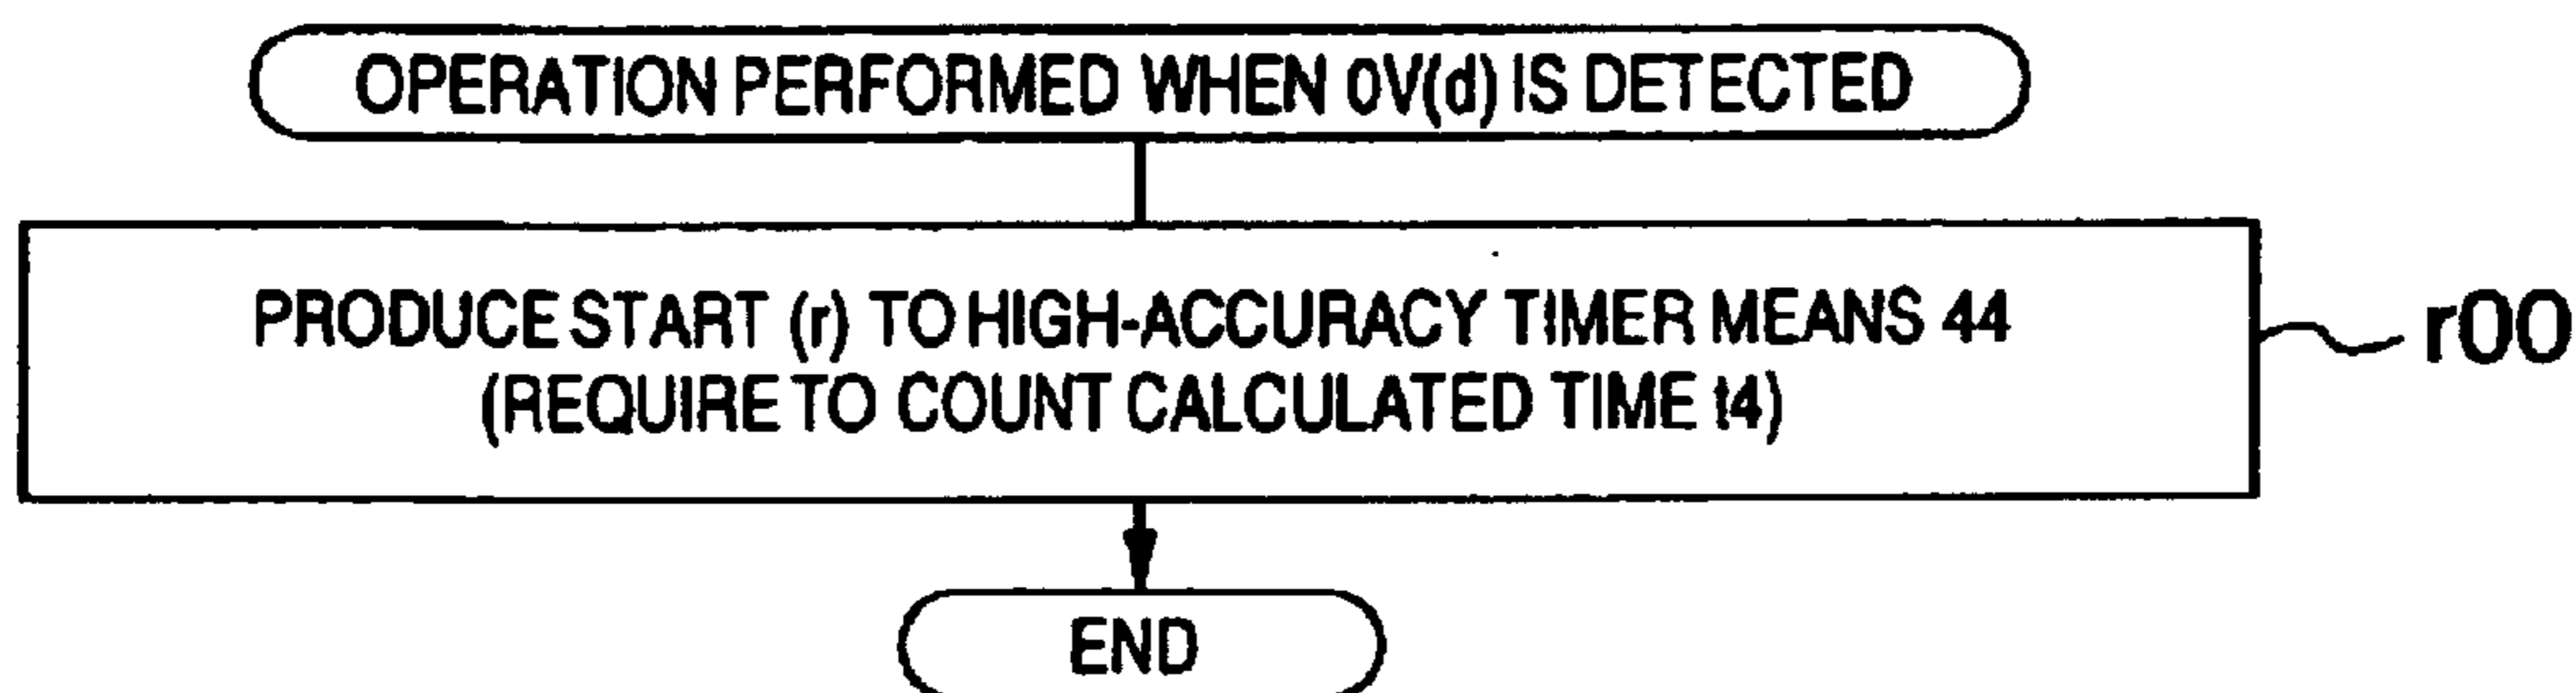 OPERATION PERFORMED WHEN 0V(d) IS DETECTED
PRODUCE START (r) TO HIGH-ACCURACY TIMER MEANS 44
(REQUIRE TO COUNT CALCULATED TIME t4)
r00
END